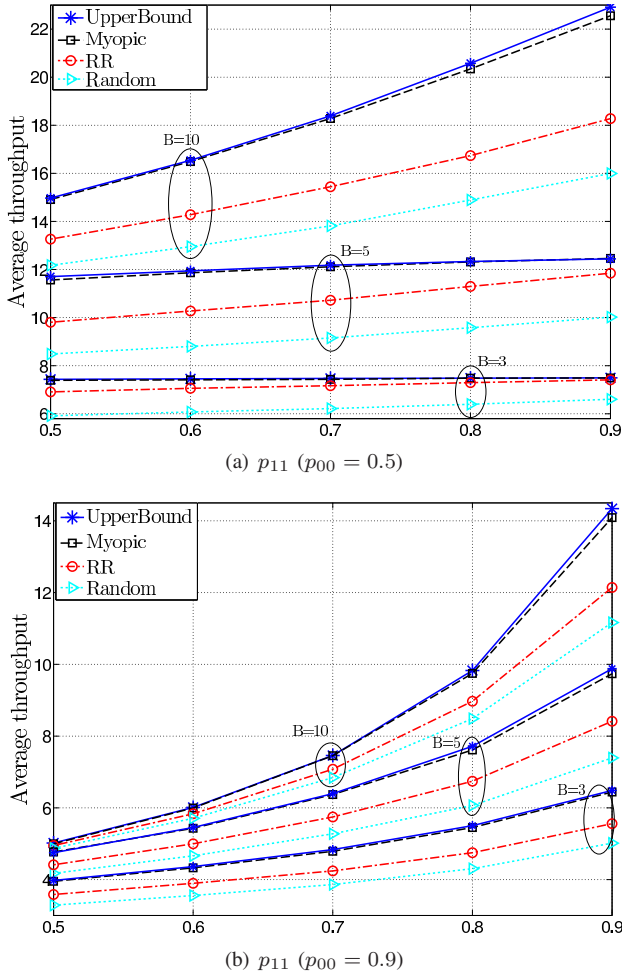 UpperBound
Myopic
RR
Random
B=10
B=5
B=3
Average throughput
22
20
18
16
14
12
10
8
6
0.5 0.6 0.7 0.8 0.9
(a) p₁₁ (p₀₀ = 0.5)
UpperBound
Myopic
RR
Random
B=10
B=5
B=3
Average throughput
14
12
10
8
6
4
0.5 0.6 0.7 0.8 0.9
(b) p₁₁ (p₀₀ = 0.9)